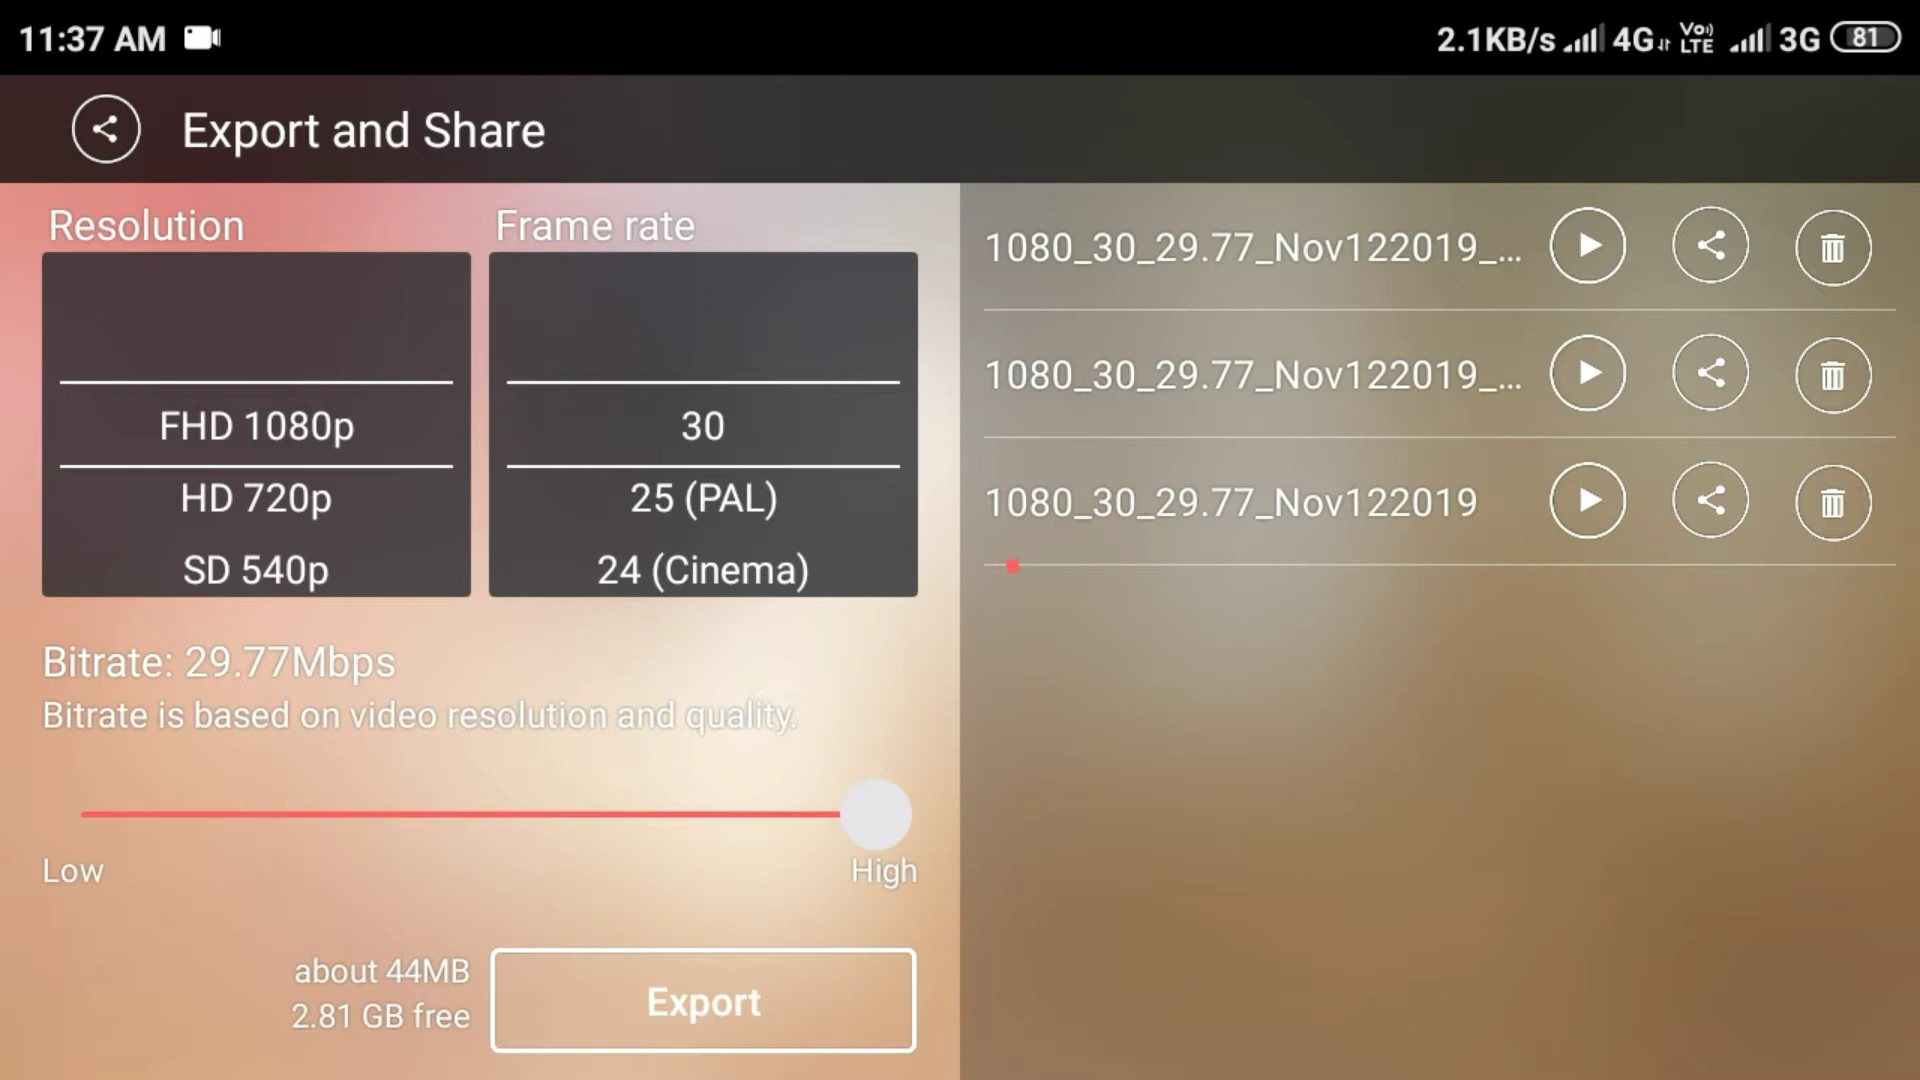 11:37 AM 2.1KB/s 4G Vo) LTE 3G 81
Export and Share
Resolution
FHD 1080p
HD 720p
SD 540p
Frame rate
30
25 (PAL)
24 (Cinema)
Bitrate: 29.77Mbps
Bitrate is based on video resolution and quality.
Low High
about 44MB
2.81 GB free
Export
1080_30_29.77_Nov122019_...
1080_30_29.77_Nov122019_...
1080_30_29.77_Nov122019